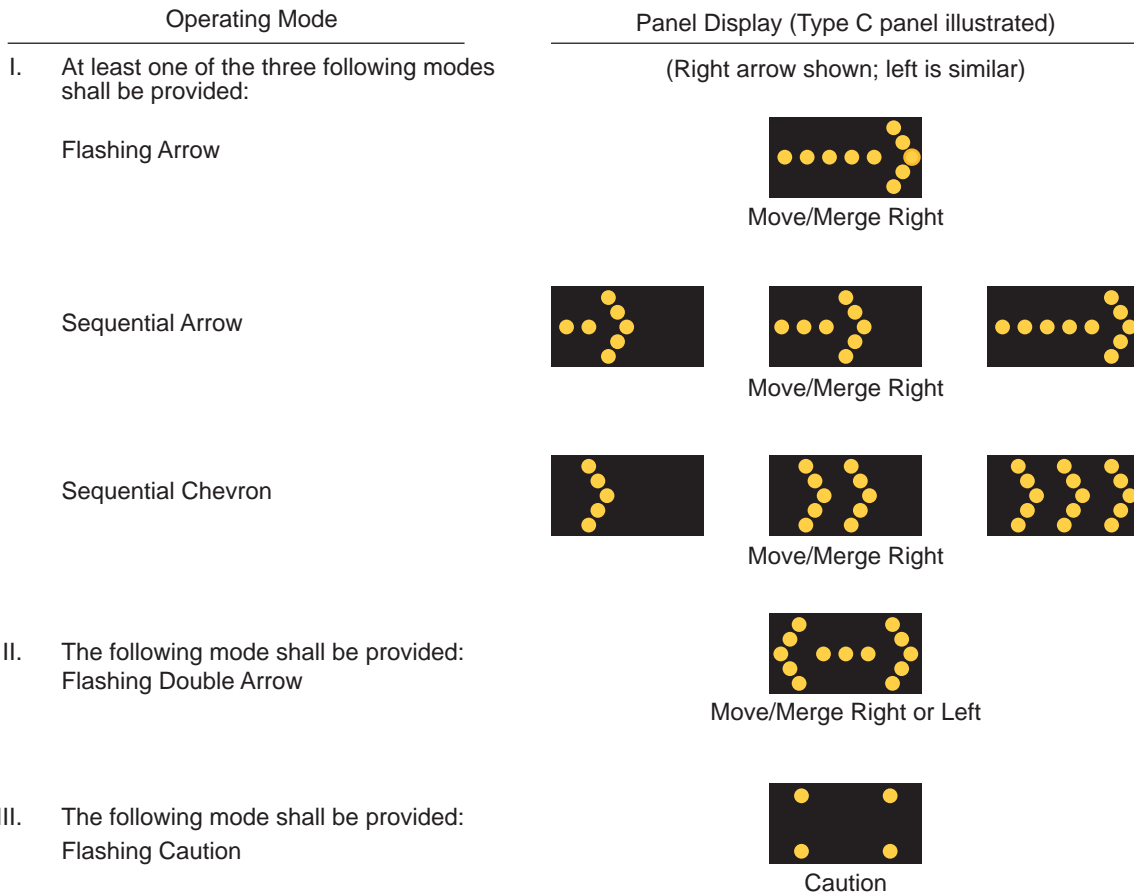 Operating Mode
Panel Display (Type C panel illustrated)
I. At least one of the three following modes
shall be provided:
(Right arrow shown; left is similar)
Flashing Arrow
Move/Merge Right
Sequential Arrow
Move/Merge Right
Sequential Chevron
Move/Merge Right
II. The following mode shall be provided:
Flashing Double Arrow
Move/Merge Right or Left
III. The following mode shall be provided:
Flashing Caution
Caution